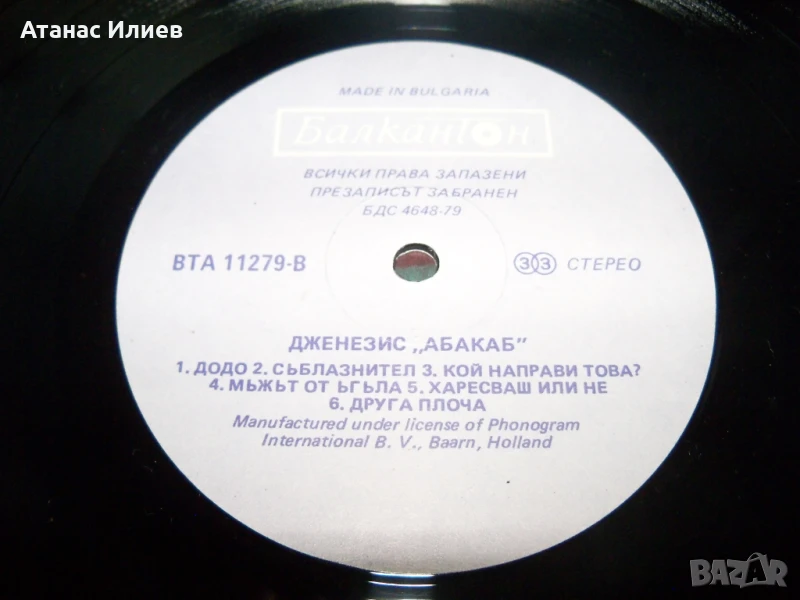 Атанас Илиев
MADE IN BULGARIA
Балкантон
ВСИЧКИ ПРАВА ЗАПАЗЕНИ
ПРЕЗАПИСЪТ ЗАБРАНЕН
БДС 4648-79
ВТА 11279-В
33 СТЕРЕО
ДЖЕНЕЗИС „АБАКАБ"
1. ДОДО 2. СЪБЛАЗНИТЕЛ 3. КОЙ НАПРАВИ ТОВА?
4. МЪЖЪТ ОТ ЪГЪЛА 5. ХАРЕСВАШ ИЛИ НЕ
6. ДРУГА ПЛОЧА
Manufactured under license of Phonogram
International B. V., Baarn, Holland
BAZAR